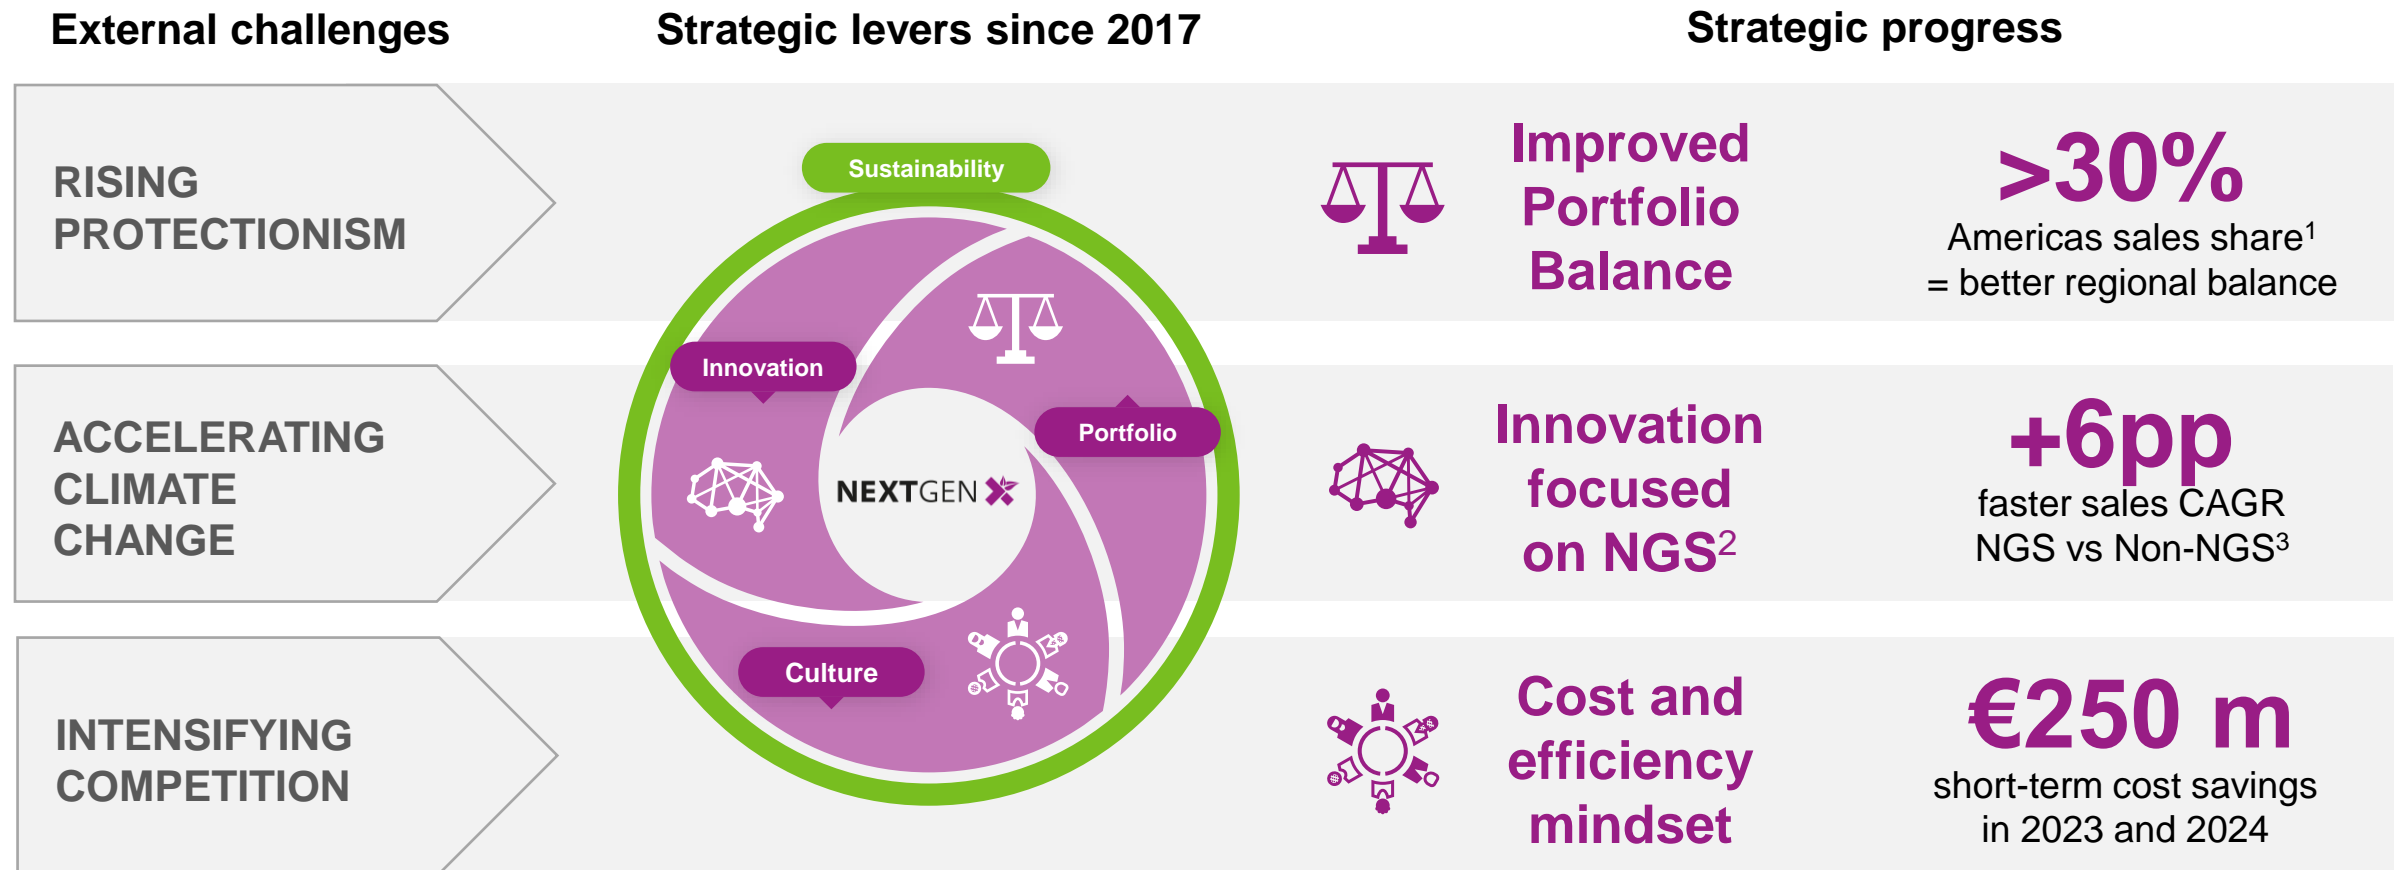 External challenges
Strategic levers since 2017
Strategic progress
RISING
PROTECTIONISM
Sustainability
Improved
Portfolio
Balance
>30%
Americas sales share¹
= better regional balance
ACCELERATING
CLIMATE
CHANGE
Innovation
Portfolio
NEXTGEN
Innovation
focused
on NGS²
+6pp
faster sales CAGR
NGS vs Non-NGS³
INTENSIFYING
COMPETITION
Culture
Cost and
efficiency
mindset
€250 m
short-term cost savings
in 2023 and 2024